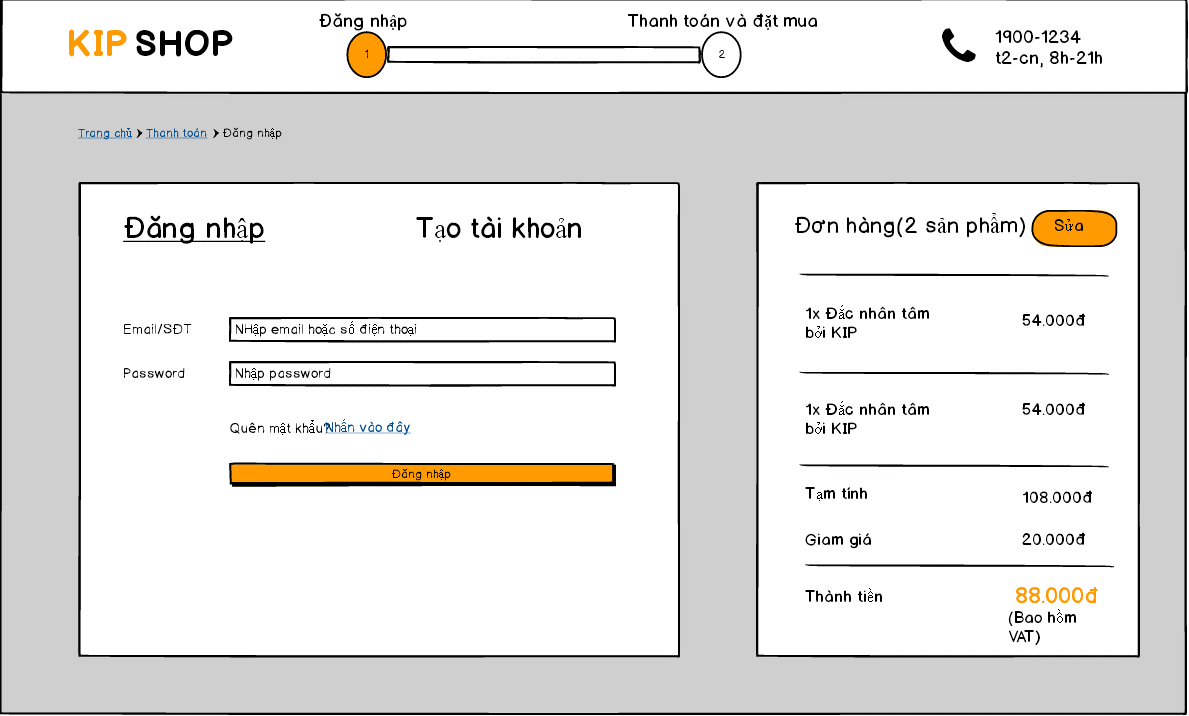 KIP SHOP
Đăng nhập
1
Thanh toán và đặt mua
2
1900-1234
t2-cn, 8h-21h
Trang chủ > Thanh toán > Đăng nhập
Đăng nhập
Tạo tài khoản
Email/SĐT
NHập email hoặc số điện thoại
Password
Nhập password
Quên mật khẩu?Nhấn vào đây
Đăng nhập
Đơn hàng(2 sản phẩm)
Sửa
1x Đắc nhân tâm
bởi KIP
54.000đ
1x Đắc nhân tâm
bởi KIP
54.000đ
Tạm tính
108.000đ
Giam giá
20.000đ
Thành tiền
88.000đ
(Bao hồm
VAT)